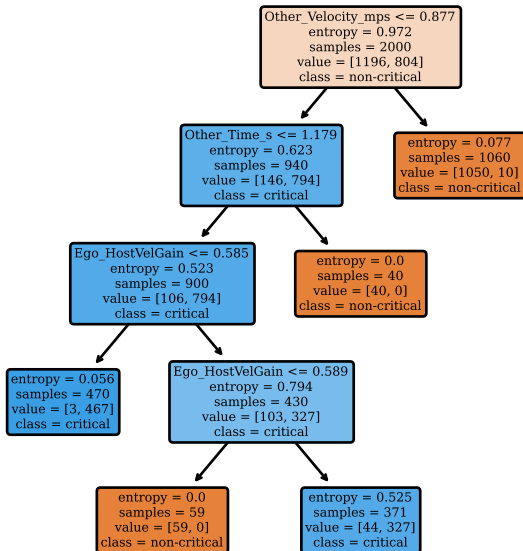 Other_Velocity_mps <= 0.877
entropy = 0.972
samples = 2000
value = [1196, 804]
class = non-critical
Other_Time_s <= 1.179
entropy = 0.623
samples = 940
value = [146, 794]
class = critical
entropy = 0.077
samples = 1060
value = [1050, 10]
class = non-critical
Ego_HostVelGain <= 0.585
entropy = 0.523
samples = 900
value = [106, 794]
class = critical
entropy = 0.0
samples = 40
value = [40, 0]
class = non-critical
entropy = 0.056
samples = 470
value = [3, 467]
class = critical
Ego_HostVelGain <= 0.589
entropy = 0.794
samples = 430
value = [103, 327]
class = critical
entropy = 0.0
samples = 59
value = [59, 0]
class = non-critical
entropy = 0.525
samples = 371
value = [44, 327]
class = critical